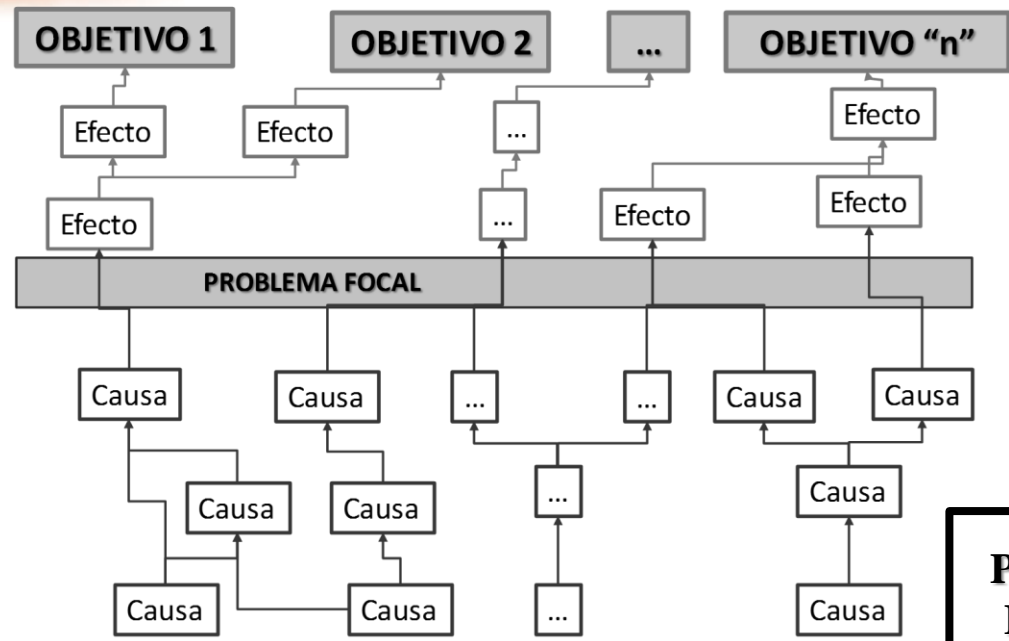 OBJETIVO 1
OBJETIVO 2
...
OBJETIVO “n”
Efecto
Efecto
...
Efecto
Efecto
...
Efecto
Efecto
PROBLEMA FOCAL
Causa
Causa
...
...
Causa
Causa
Causa
Causa
...
Causa
Causa
Causa
...
Causa